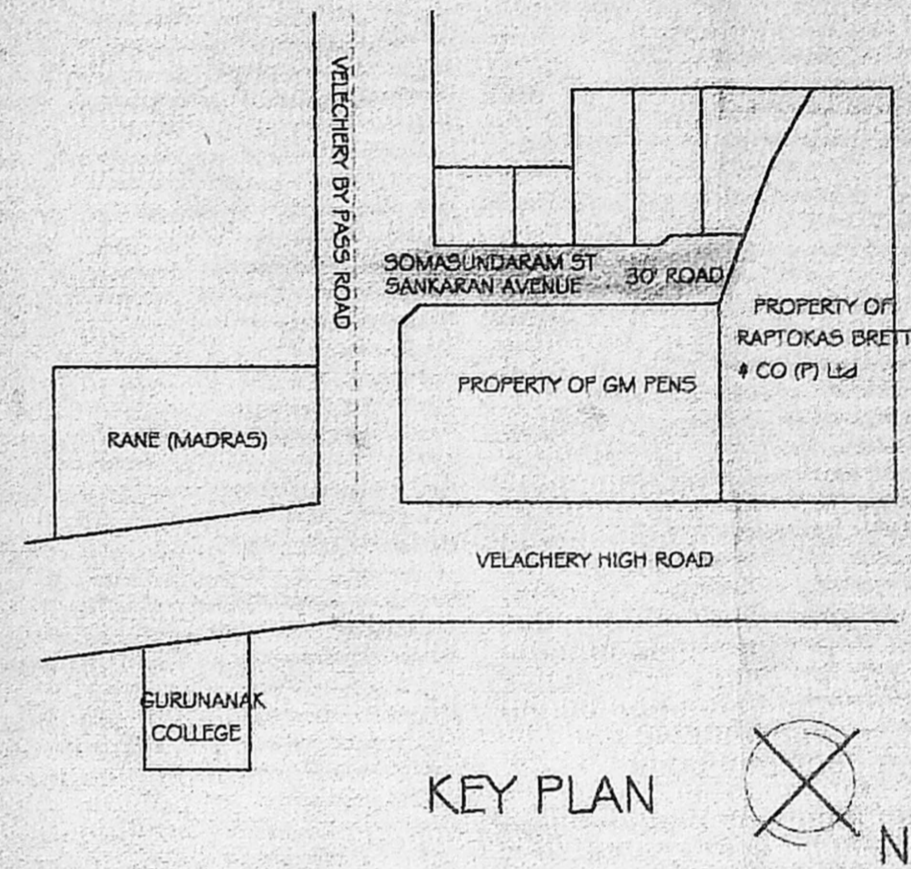 VELECHERY BY PASS ROAD
SOMASUNDARAM ST
SANKARAN AVENUE
30' ROAD
PROPERTY OF
RAPTOKAS BRETT
& CO (P) Ltd
PROPERTY OF GM PENS
RANE (MADRAS)
VELACHERY HIGH ROAD
GURUNANAK
COLLEGE
KEY PLAN
N